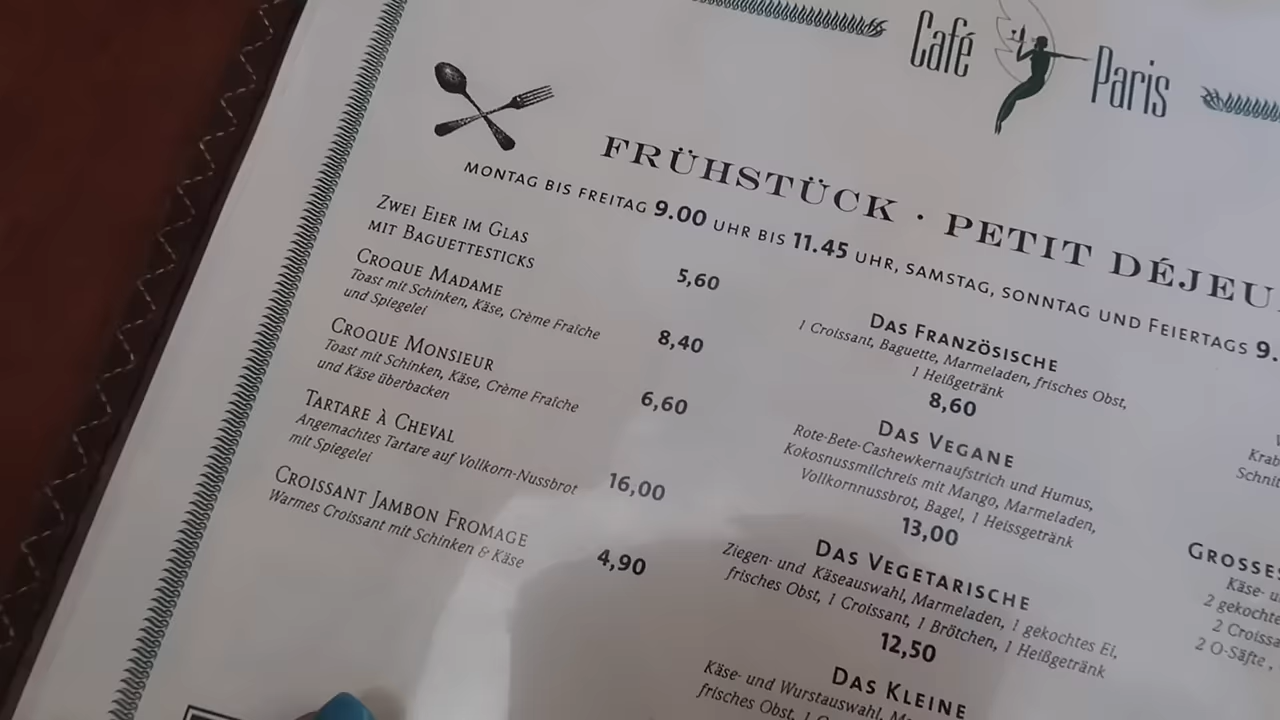 Café Paris
FRÜHSTÜCK · PETIT DÉJEU
MONTAG BIS FREITAG 9.00 UHR BIS 11.45 UHR, SAMSTAG, SONNTAG UND FEIERTAGS 9.
ZWEI EIER IM GLAS
MIT BAGUETTESTICKS
5,60
CROQUE MADAME
Toast mit Schinken, Käse, Crème Fraîche
und Spiegelei
8,40
CROQUE MONSIEUR
Toast mit Schinken, Käse, Crème Fraîche
und Käse überbacken
6,60
TARTARE À CHEVAL
Angemachtes Tartare auf Vollkorn-Nussbrot
mit Spiegelei
16,00
CROISSANT JAMBON FROMAGE
Warmes Croissant mit Schinken & Käse
4,90
DAS FRANZÖSISCHE
1 Croissant, Baguette, Marmeladen, frisches Obst,
1 Heißgetränk
8,60
DAS VEGANE
Rote-Bete-Cashewkernaufstrich und Humus,
Kokosnussmilchreis mit Mango, Marmeladen,
Vollkornnussbrot, Bagel, 1 Heissgetränk
13,00
DAS VEGETARISCHE
Ziegen- und Käseauswahl, Marmeladen, 1 gekochtes Ei,
frisches Obst, 1 Croissant, 1 Brötchen, 1 Heißgetränk
12,50
DAS KLEINE
Käse- und Wurstauswahl,
frisches Obst, 1
Krab
Schnit
GROSSES
Käse- u
2 gekochte
2 Croissa
2 O-Säfte,